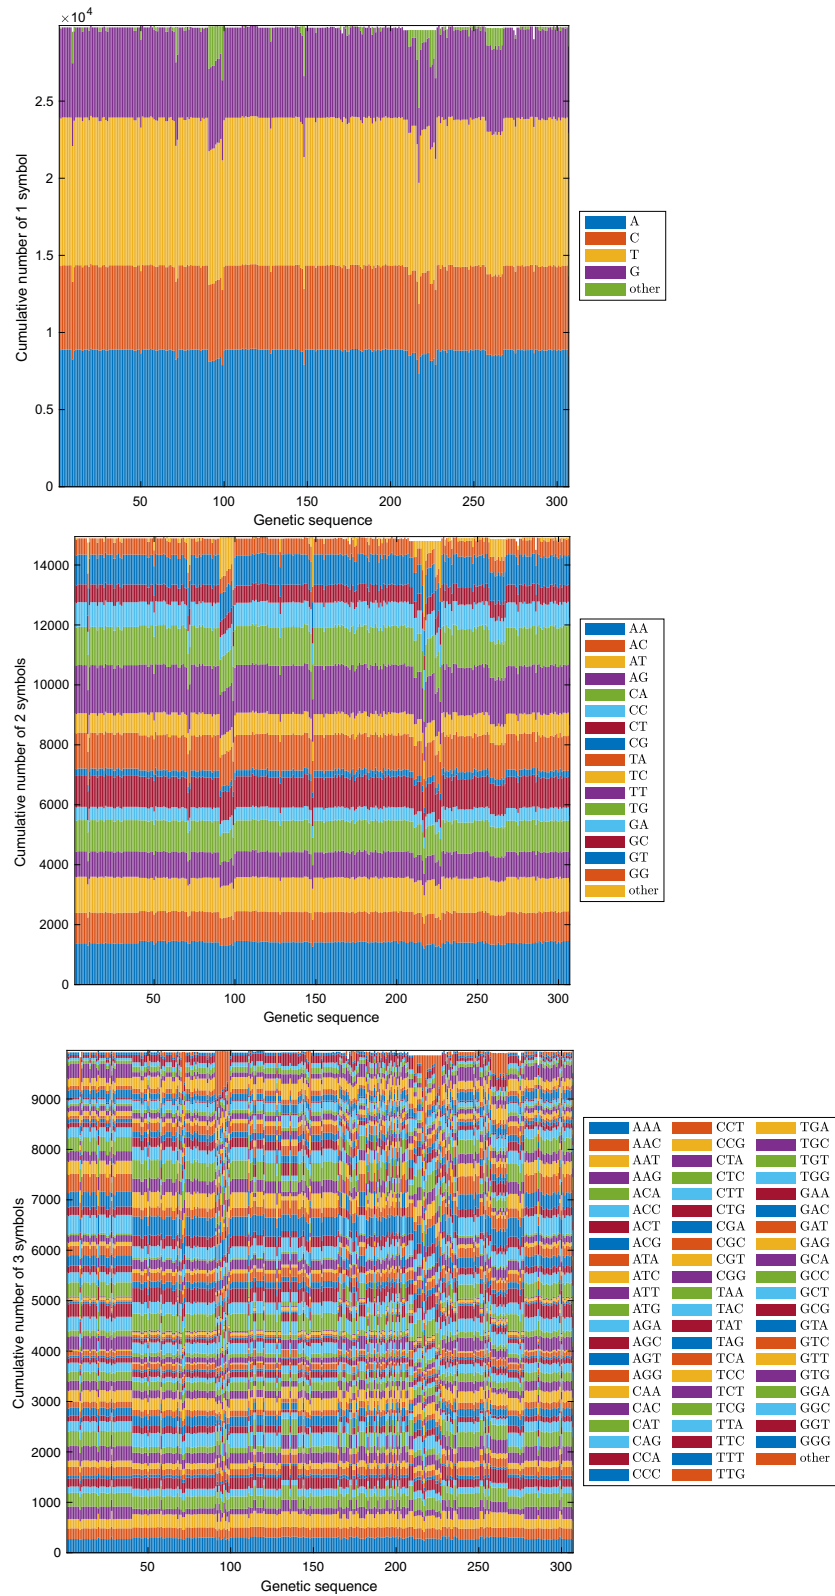 ×10⁴
2.5
2
1.5
1
0.5
0
50 100 150 200 250 300
Genetic sequence
Cumulative number of 1 symbol
A
C
T
G
other
14000
12000
10000
8000
6000
4000
2000
0
50 100 150 200 250 300
Genetic sequence
Cumulative number of 2 symbols
AA
AC
AT
AG
CA
CC
CT
CG
TA
TC
TT
TG
GA
GC
GT
GG
other
9000
8000
7000
6000
5000
4000
3000
2000
1000
0
50 100 150 200 250 300
Genetic sequence
Cumulative number of 3 symbols
AAA CCT TGA
AAC CCG TGC
AAT CTA TGT
AAG CTC TGG
ACA CTT GAA
ACC CTG GAC
ACT CGA GAT
ACG CGC GAG
ATA CGT GCA
ATC CGG GCC
ATT TAA GCT
ATG TAC GCG
AGA TAT GTA
AGC TAG GTC
AGT TCA GTT
AGG TCC GTG
CAA TCT GGA
CAC TCG GGC
CAT TTA GGT
CAG TTC GGG
CCA TTT other
CCC TTG